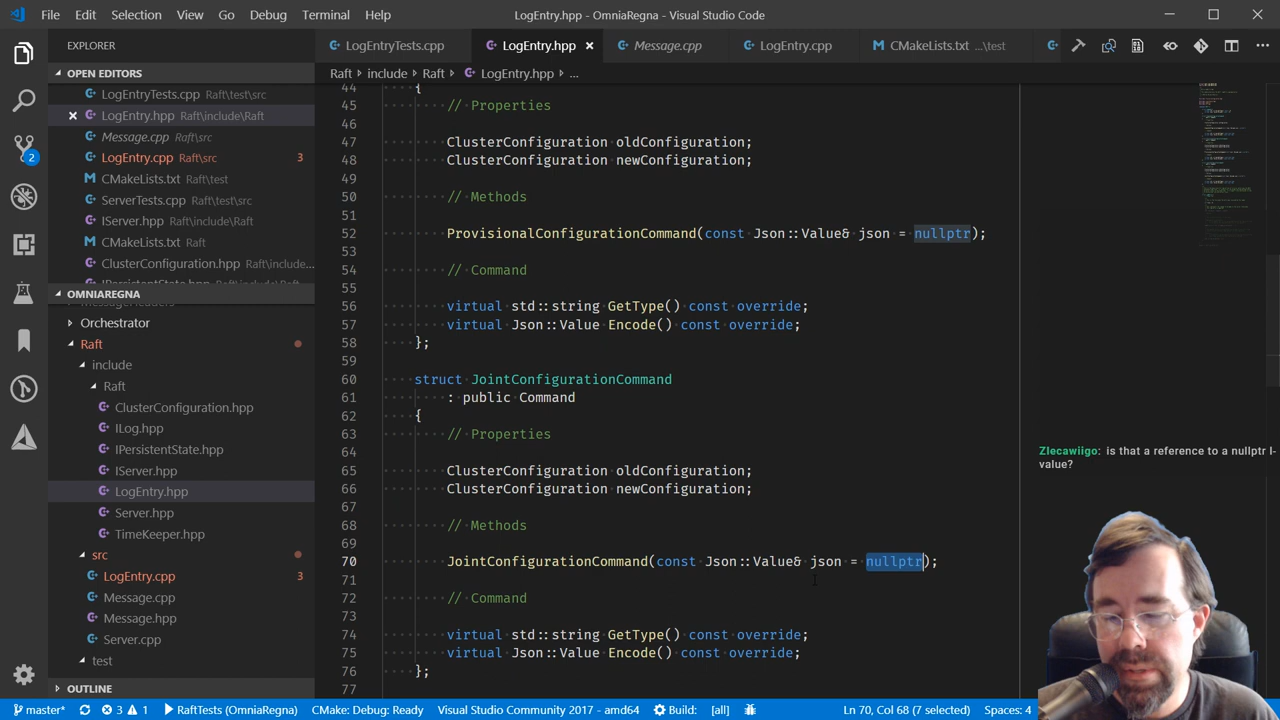 File Edit Selection View Go Debug Terminal Help LogEntry.hpp - OmniaRegna - Visual Studio Code
EXPLORER
OPEN EDITORS
LogEntryTests.cpp Raft\test\src
LogEntry.hpp Raft\include\Raft
Message.cpp Raft\src
LogEntry.cpp Raft\src 3
CMakeLists.txt Raft\test
ServerTests.cpp Raft\test\src
IServer.hpp Raft\include\Raft
CMakeLists.txt Raft
ClusterConfiguration.hpp Raft\include...
2
OMNIAREGNA
Orchestrator
Raft
include
Raft
ClusterConfiguration.hpp
ILog.hpp
IPersistentState.hpp
IServer.hpp
LogEntry.hpp
Server.hpp
TimeKeeper.hpp
src
LogEntry.cpp 3
Message.cpp
Message.hpp
Server.cpp
test
OUTLINE
LogEntryTests.cpp LogEntry.hpp Message.cpp LogEntry.cpp CMakeLists.txt ...\test
Raft include Raft LogEntry.hpp ...
44 {
45 // Properties
46
47 ClusterConfiguration oldConfiguration;
48 ClusterConfiguration newConfiguration;
49
50 // Methods
51
52 ProvisionalConfigurationCommand(const Json::Value& json = nullptr);
53
54 // Command
55
56 virtual std::string GetType() const override;
57 virtual Json::Value Encode() const override;
58 };
59
60 struct JointConfigurationCommand
61 : public Command
62 {
63 // Properties
64
65 ClusterConfiguration oldConfiguration;
66 ClusterConfiguration newConfiguration;
67
68 // Methods
69
70 JointConfigurationCommand(const Json::Value& json = nullptr);
71
72 // Command
73
74 virtual std::string GetType() const override;
75 virtual Json::Value Encode() const override;
76 };
77
Zlecawiigo: is that a reference to a nullptr l-
value?
master* 3 1 RaftTests (OmniaRegna) CMake: Debug: Ready Visual Studio Community 2017 - amd64 Build: [all] Ln 70, Col 68 (7 selected) Spaces: 4